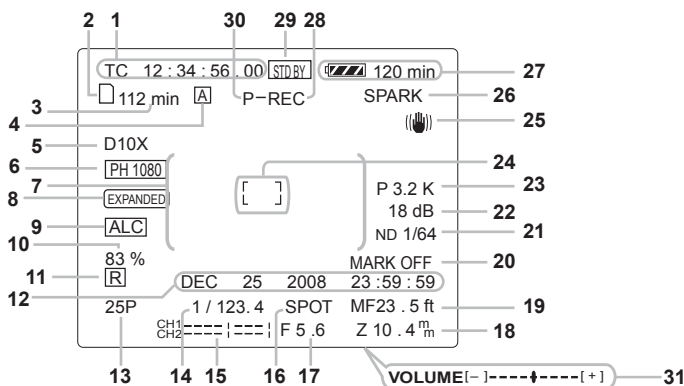 30 29 28
2 1
TC 12 : 34 : 56 . 00 STD BY 120 min 27
3 112 min A P-REC SPARK 26
4 25
5 D10X
6 PH 1080 24
7 P 3.2 K 23
8 EXPANDED 18 dB 22
9 ALC ND 1/64 21
10 83 % MARK OFF 20
11 R
12 DEC 25 2008 23 : 59 : 59
25P 1 / 123. 4 SPOT MF23 . 5 ft 19
CH1
CH2 F 5 .6 Z 10 . 4 m m 18
13 14 15 16 17
VOLUME [ – ] - - - - ♦ - - - - [ + ] 31